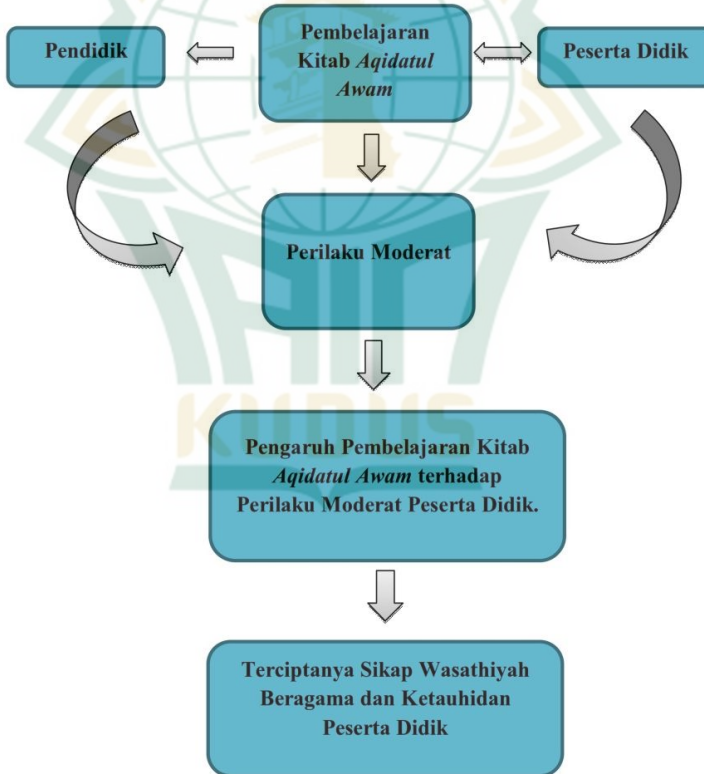 Pendidik
Pembelajaran
Kitab Aqidatul
Awam
Peserta Didik
Perilaku Moderat
KUDUS
Pengaruh Pembelajaran Kitab
Aqidatul Awam terhadap
Perilaku Moderat Peserta Didik.
Terciptanya Sikap Wasathiyah
Beragama dan Ketauhidan
Peserta Didik